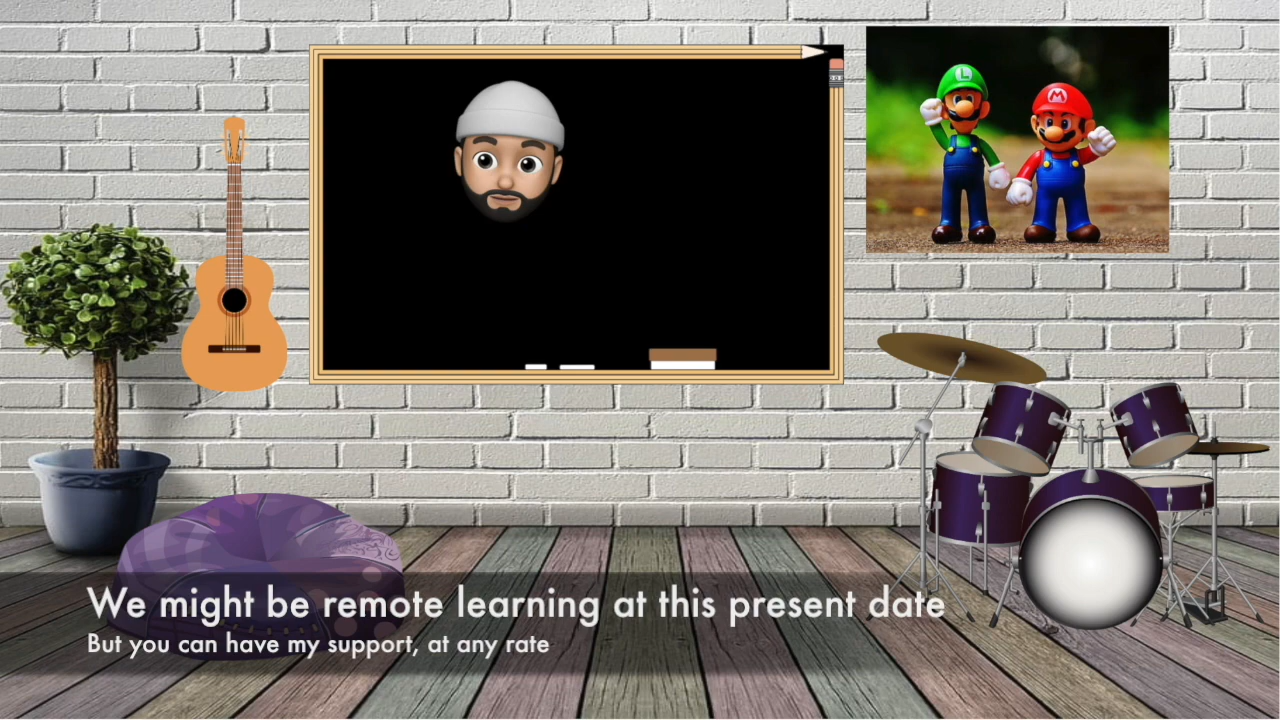 L
M
We might be remote learning at this present date
But you can have my support, at any rate